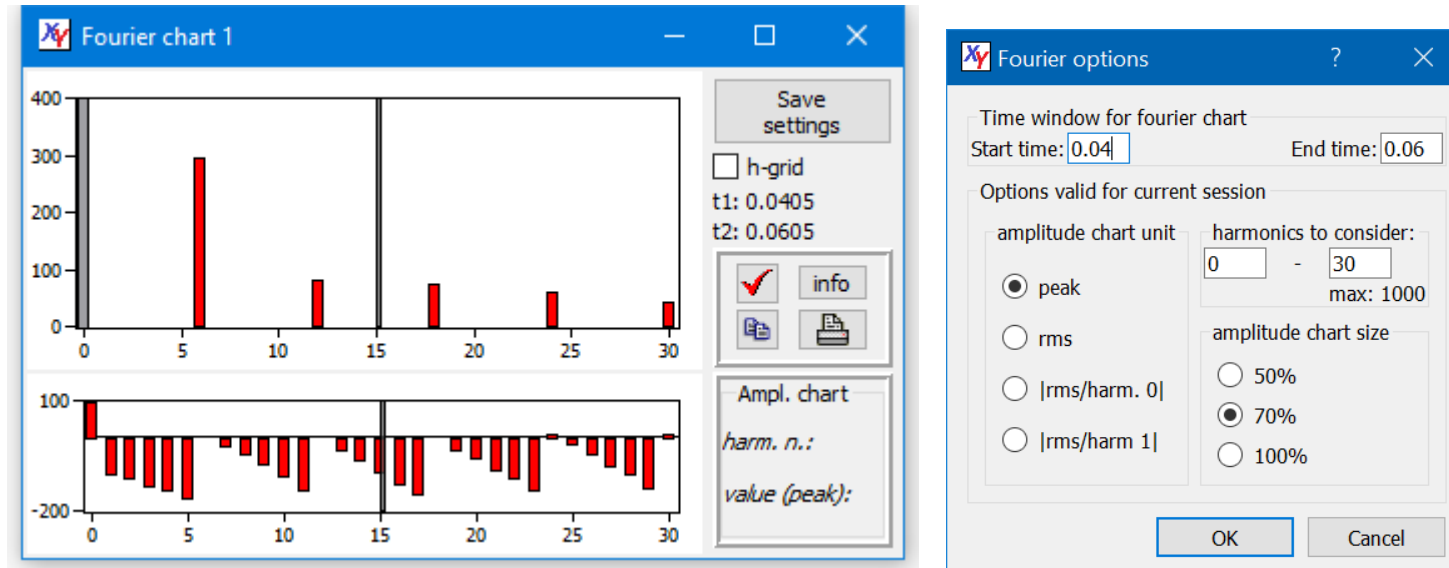 XY Fourier chart 1
400
300
200
100
0
0 5 10 15 20 25 30
100
-200
0 5 10 15 20 25 30
Save
settings
h-grid
t1: 0.0405
t2: 0.0605
info
Ampl. chart
harm. n.:
value (peak):
XY Fourier options ?
Time window for fourier chart
Start time: 0.04 End time: 0.06
Options valid for current session
amplitude chart unit
peak
rms
|rms/harm. 0|
|rms/harm 1|
harmonics to consider:
0 - 30
max: 1000
amplitude chart size
50%
70%
100%
OK Cancel